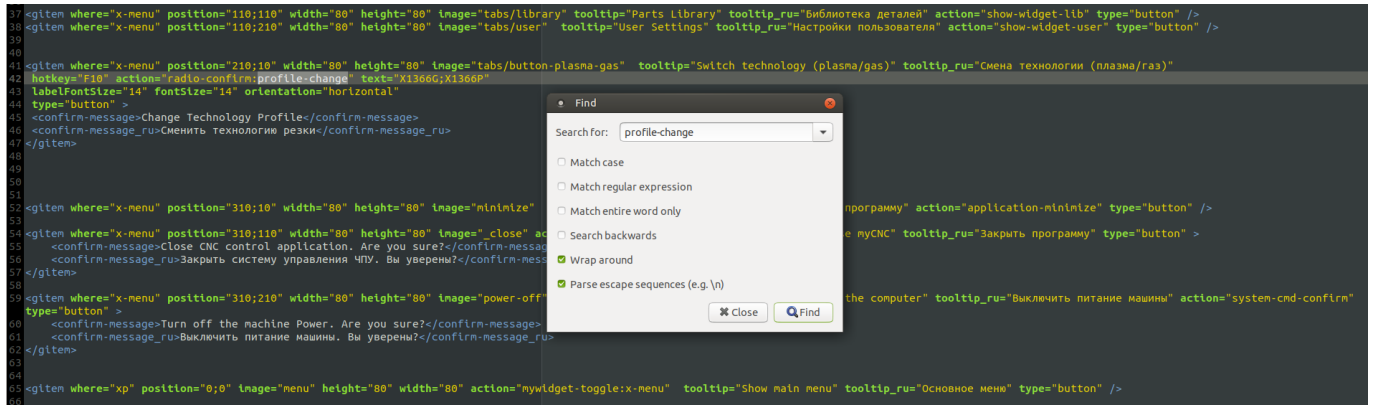 37 <gitem where="x-menu" position="110;110" width="80" height="80" image="tabs/library" tooltip="Parts Library" tooltip_ru="Библиотека деталей" action="show-widget-lib" type="button" />
38 <gitem where="x-menu" position="110;210" width="80" height="80" image="tabs/user"  tooltip="User Settings" tooltip_ru="Настройки пользователя" action="show-widget-user" type="button" />
39
40
41 <gitem where="x-menu" position="210;10" width="80" height="80" image="tabs/button-plasma-gas"  tooltip="Switch technology (plasma/gas)" tooltip_ru="Смена технологии (плазма/газ)"
42  hotkey="F10" action="radio-confirm:profile-change" text="X1366G;X1366P"
43  labelFontSize="14" fontSize="14" orientation="horizontal"
44  type="button" >
45  <confirm-message>Change Technology Profile</confirm-message>
46  <confirm-message_ru>Сменить технологию резки</confirm-message_ru>
47 </gitem>
48
49
50
51
52 <gitem where="x-menu" position="310;10" width="80" height="80" image="minimize" программу" action="application-minimize" type="button" />
53
54 <gitem where="x-menu" position="310;110" width="80" height="80" image="_close" ac e myCNC" tooltip_ru="Закрыть программу" type="button" >
55     <confirm-message>Close CNC control application. Are you sure?</confirm-messag
56     <confirm-message_ru>Закрыть систему управления ЧПУ. Вы уверены?</confirm-mess
57 </gitem>
58
59 <gitem where="x-menu" position="310;210" width="80" height="80" image="power-off" the computer" tooltip_ru="Выключить питание машины" action="system-cmd-confirm"
type="button" >
60     <confirm-message>Turn off the machine Power. Are you sure?</confirm-message>
61     <confirm-message_ru>Выключить питание машины. Вы уверены?</confirm-message_ru>
62 </gitem>
63
64
65 <gitem where="xp" position="0;0" image="menu" height="80" width="80" action="mywidget-toggle:x-menu"  tooltip="Show main menu" tooltip_ru="Основное меню" type="button" />
66
Find
Search for: profile-change
Match case
Match regular expression
Match entire word only
Search backwards
Wrap around
Parse escape sequences (e.g. \n)
Close Find